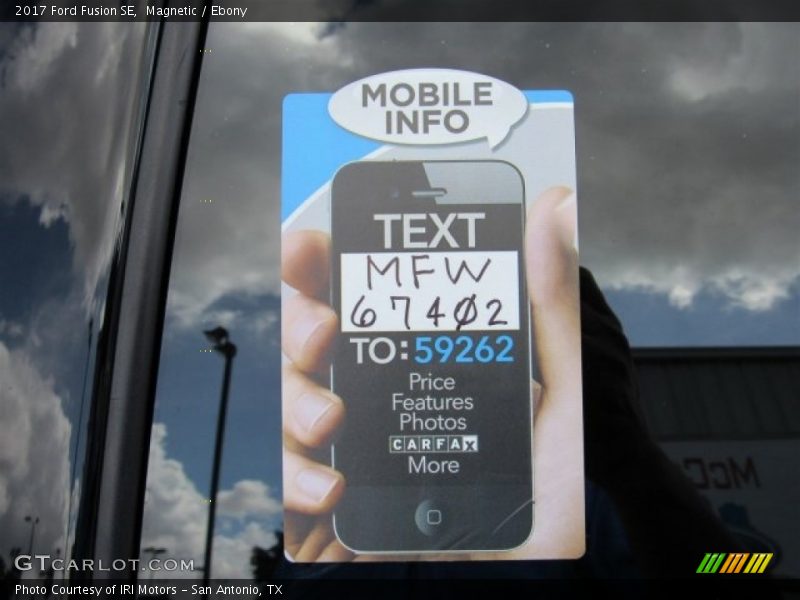 2017 Ford Fusion SE,  Magnetic / Ebony
MOBILE
INFO
TEXT
MFW
67402
TO: 59262
Price
Features
Photos
CARFAX
More
McC
GTCARLOT.COM
Photo Courtesy of IRI Motors - San Antonio, TX